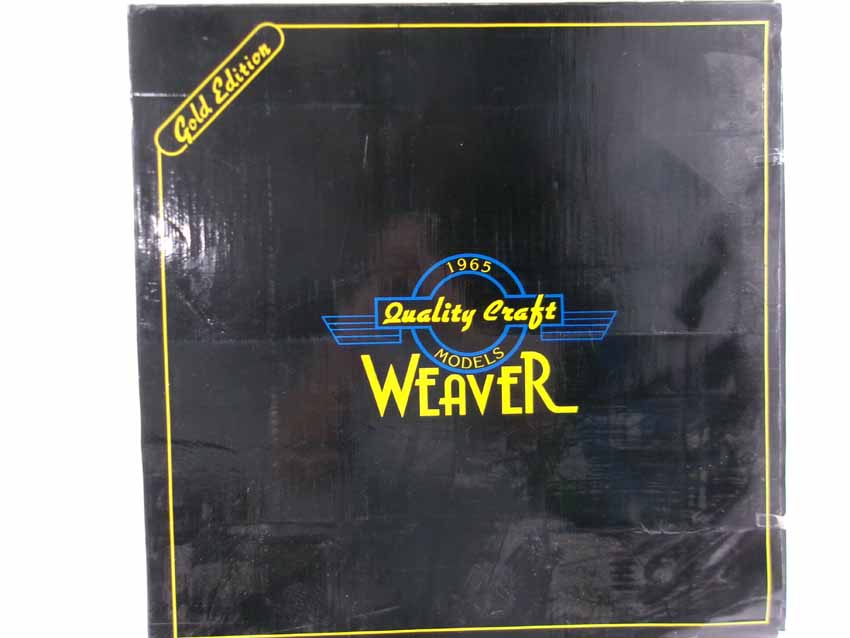 Gold Edition
1965
Quality Craft
MODELS
WEAVER